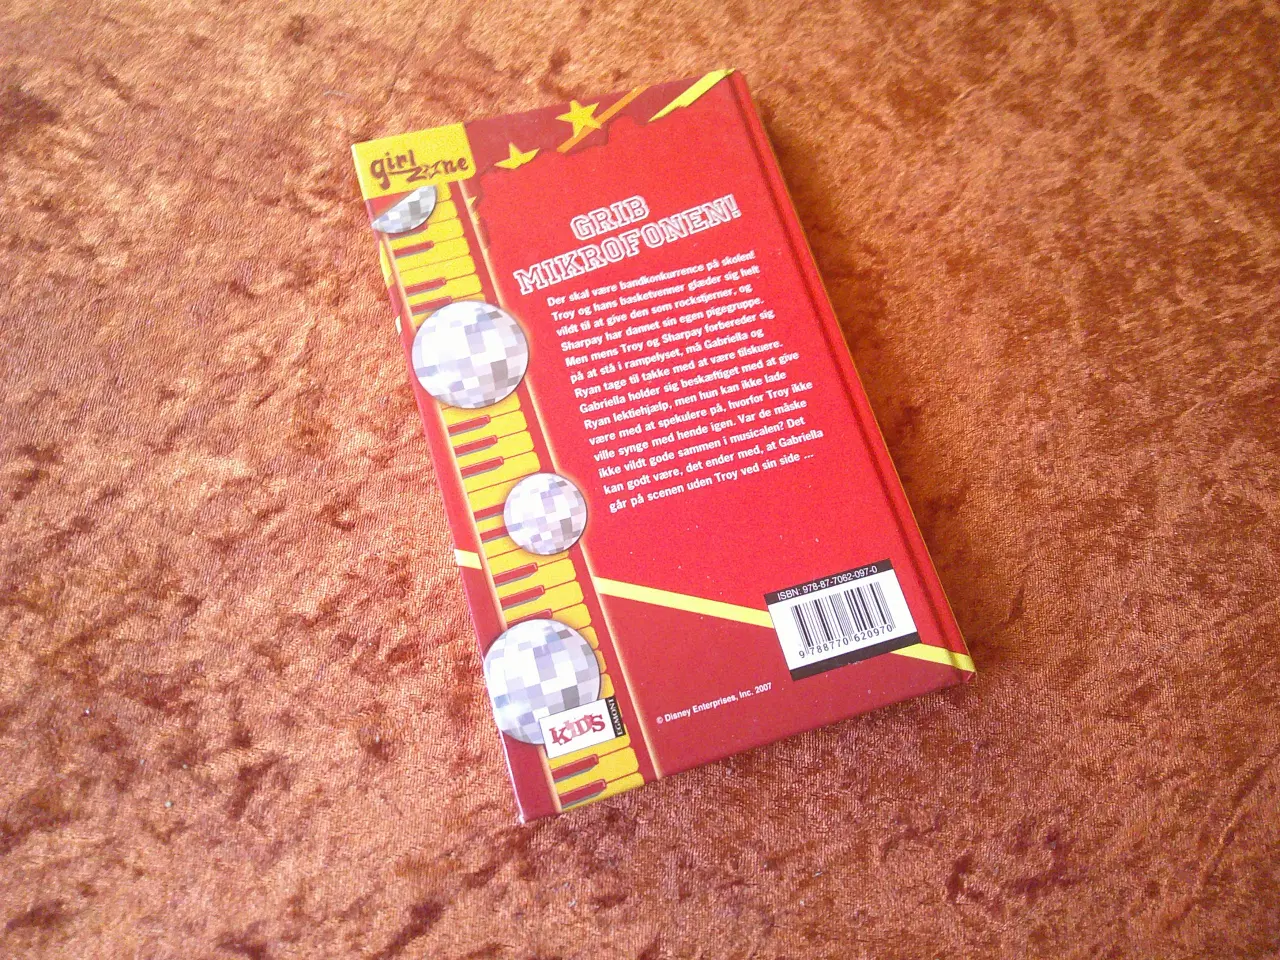 girl
zone
GRIB
MIKROFONEN!
Der skal være bandkonkurrence på skolen!
Troy og hans basketvenner glæder sig helt
vildt til at give den som rockstjerner, og
Sharpay har dannet sin egen pigegruppe.
Men mens Troy og Sharpay forbereder sig
på at stå i rampelyset, må Gabriella og
Ryan tage til takke med at være tilskuere.
Gabriella holder sig beskæftiget med at give
Ryan lektiehjælp, men hun kan ikke lade
være med at spekulere på, hvorfor Troy ikke
ville synge med hende igen. Var de måske
ikke vildt gode sammen i musicalen? Det
kan godt være, det ender med, at Gabriella
går på scenen uden Troy ved sin side ...
ISBN: 978-87-7062-097-0
9 788770 620970
© Disney Enterprises, Inc. 2007
KIDS
EGMONT